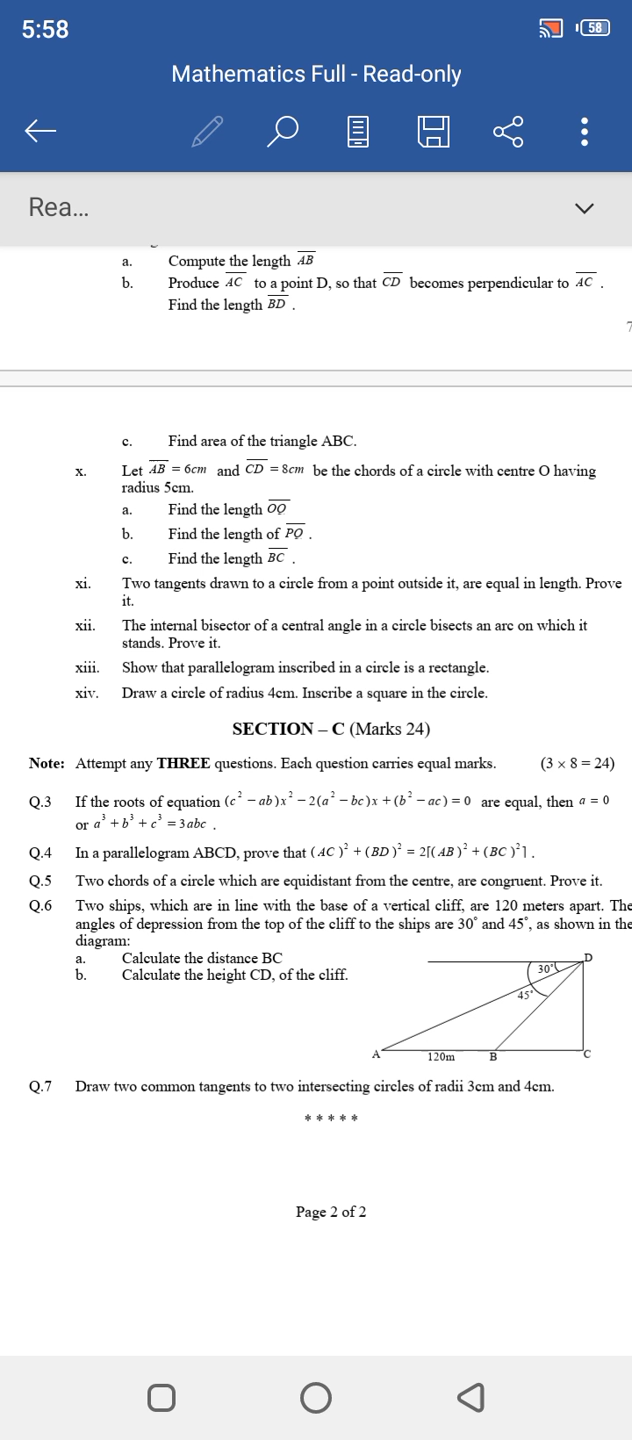 5:58
58
Mathematics Full - Read-only
Rea...
a. Compute the length AB
b. Produce AC to a point D, so that CD becomes perpendicular to AC .
Find the length BD .
7
c. Find area of the triangle ABC.
x. Let AB = 6cm and CD = 8cm be the chords of a circle with centre O having
radius 5cm.
a. Find the length OQ
b. Find the length of PQ .
c. Find the length BC .
xi. Two tangents drawn to a circle from a point outside it, are equal in length. Prove
it.
xii. The internal bisector of a central angle in a circle bisects an arc on which it
stands. Prove it.
xiii. Show that parallelogram inscribed in a circle is a rectangle.
xiv. Draw a circle of radius 4cm. Inscribe a square in the circle.
SECTION – C (Marks 24)
Note: Attempt any THREE questions. Each question carries equal marks. (3 × 8 = 24)
Q.3 If the roots of equation (c² − ab)x² − 2(a² − bc)x + (b² − ac) = 0 are equal, then a = 0
or a³ + b³ + c³ = 3abc .
Q.4 In a parallelogram ABCD, prove that (AC)² + (BD)² = 2[(AB)² + (BC)²] .
Q.5 Two chords of a circle which are equidistant from the centre, are congruent. Prove it.
Q.6 Two ships, which are in line with the base of a vertical cliff, are 120 meters apart. The
angles of depression from the top of the cliff to the ships are 30° and 45°, as shown in the
diagram:
a. Calculate the distance BC
b. Calculate the height CD, of the cliff.
D
30°
45°
A 120m B C
Q.7 Draw two common tangents to two intersecting circles of radii 3cm and 4cm.
* * * * *
Page 2 of 2